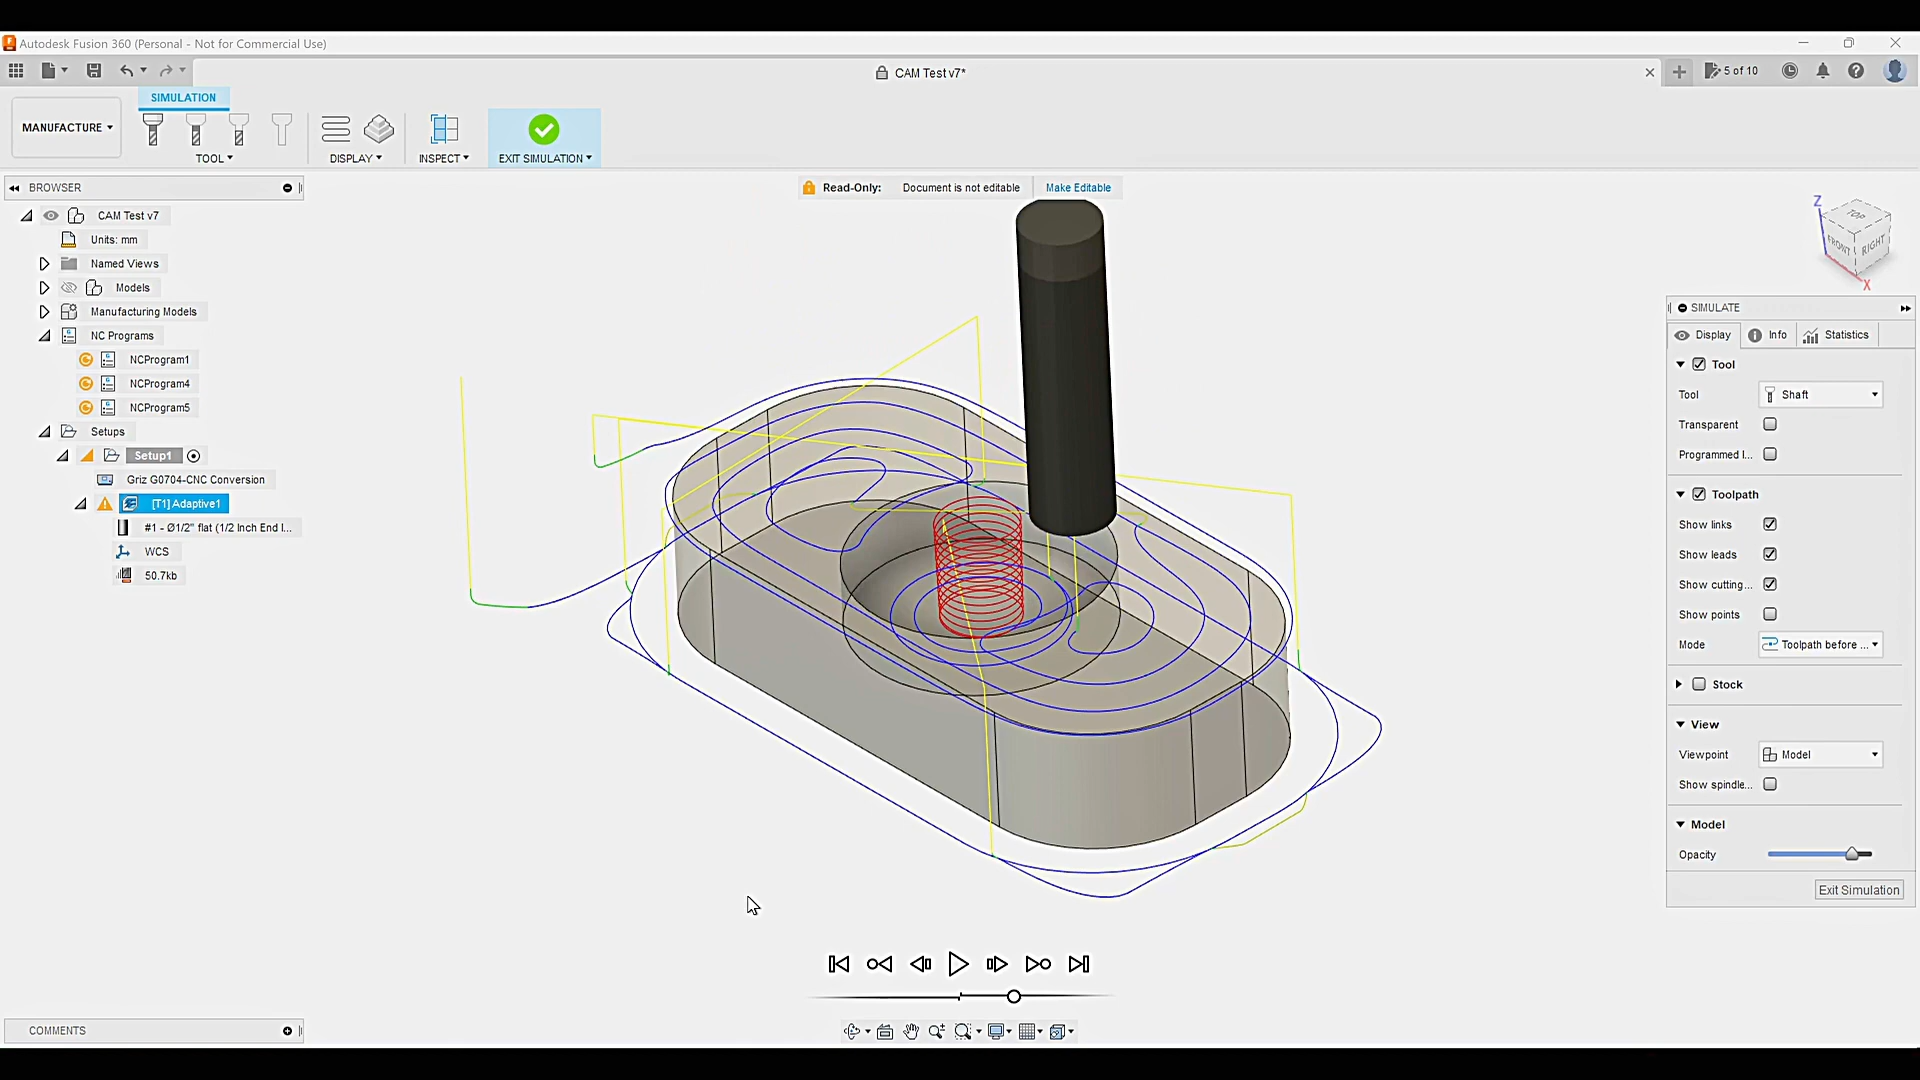 Autodesk Fusion 360 (Personal - Not for Commercial Use)
CAM Test v7*
5 of 10
MANUFACTURE
SIMULATION
TOOL
DISPLAY
INSPECT
EXIT SIMULATION
BROWSER
Read-Only: Document is not editable Make Editable
CAM Test v7
Units: mm
Named Views
Models
Manufacturing Models
NC Programs
NCProgram1
NCProgram4
NCProgram5
Setups
Setup1
Griz G0704-CNC Conversion
[T1] Adaptive1
#1 - Ø1/2" flat (1/2 Inch End I...
WCS
50.7kb
Z
TOP
FRONT
RIGHT
X
SIMULATE
Display Info Statistics
Tool
Tool Shaft
Transparent
Programmed I...
Toolpath
Show links
Show leads
Show cutting...
Show points
Mode Toolpath before ...
Stock
View
Viewpoint Model
Show spindle...
Model
Opacity
Exit Simulation
COMMENTS